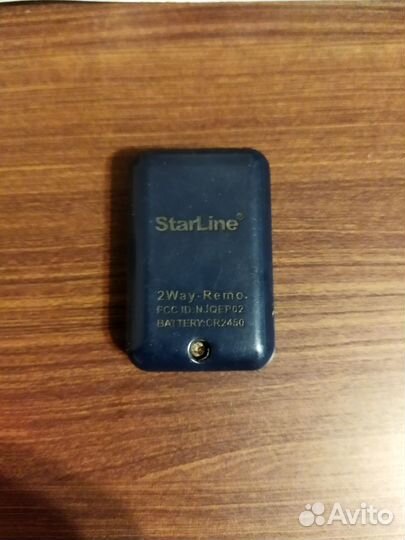 StarLine®
2Way-Remo.
FCC ID:NJQEP02
BATTERY:CR2450
Avito